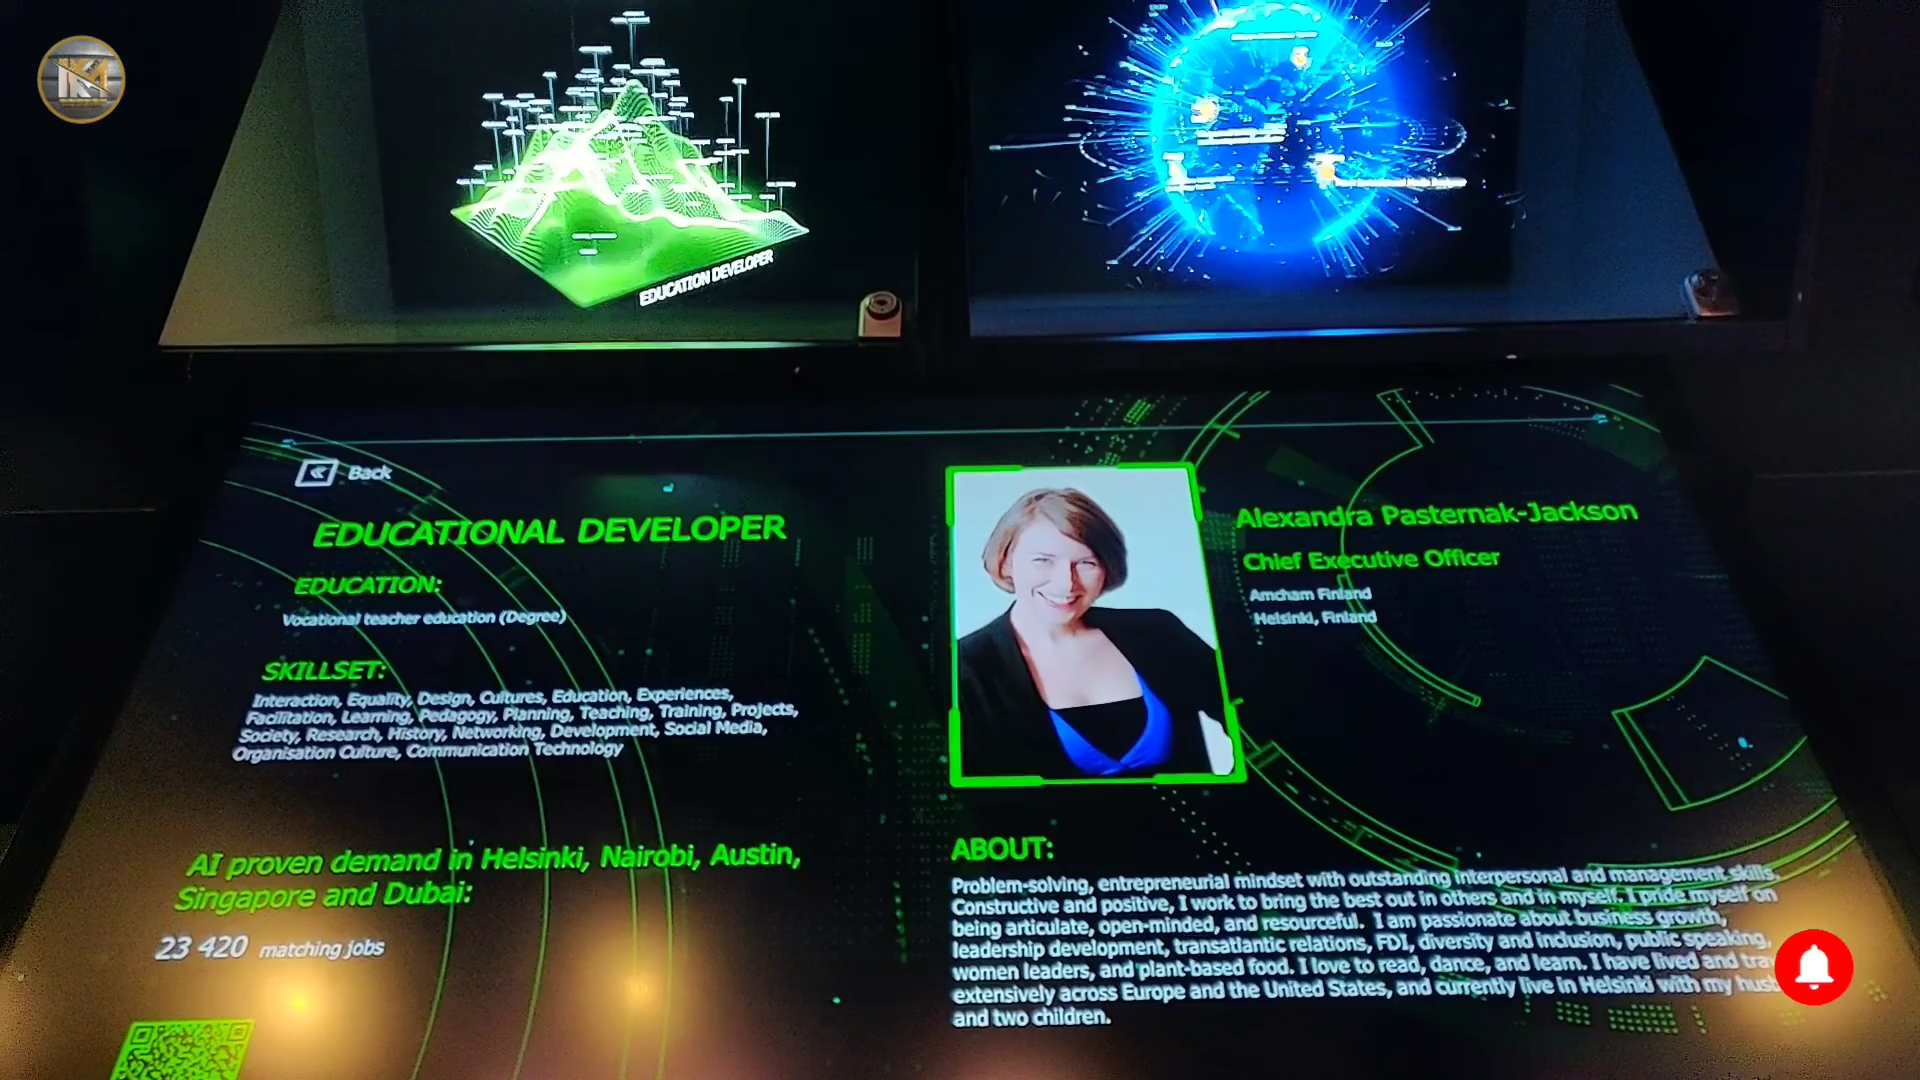 EDUCATION DEVELOPER
Back
EDUCATIONAL DEVELOPER
EDUCATION:
Vocational teacher education (Degree)
SKILLSET:
Interaction, Equality, Design, Cultures, Education, Experiences,
Facilitation, Learning, Pedagogy, Planning, Teaching, Training, Projects,
Society, Research, History, Networking, Development, Social Media,
Organisation Culture, Communication Technology
AI proven demand in Helsinki, Nairobi, Austin,
Singapore and Dubai:
23 420 matching jobs
Alexandra Pasternak-Jackson
Chief Executive Officer
Amcham Finland
Helsinki, Finland
ABOUT:
Problem-solving, entrepreneurial mindset with outstanding interpersonal and management skills.
Constructive and positive, I work to bring the best out in others and in myself. I pride myself on
being articulate, open-minded, and resourceful. I am passionate about business growth,
leadership development, transatlantic relations, FDI, diversity and inclusion, public speaking,
women leaders, and plant-based food. I love to read, dance, and learn. I have lived and
extensively across Europe and the United States, and currently live in Helsinki with my
and two children.